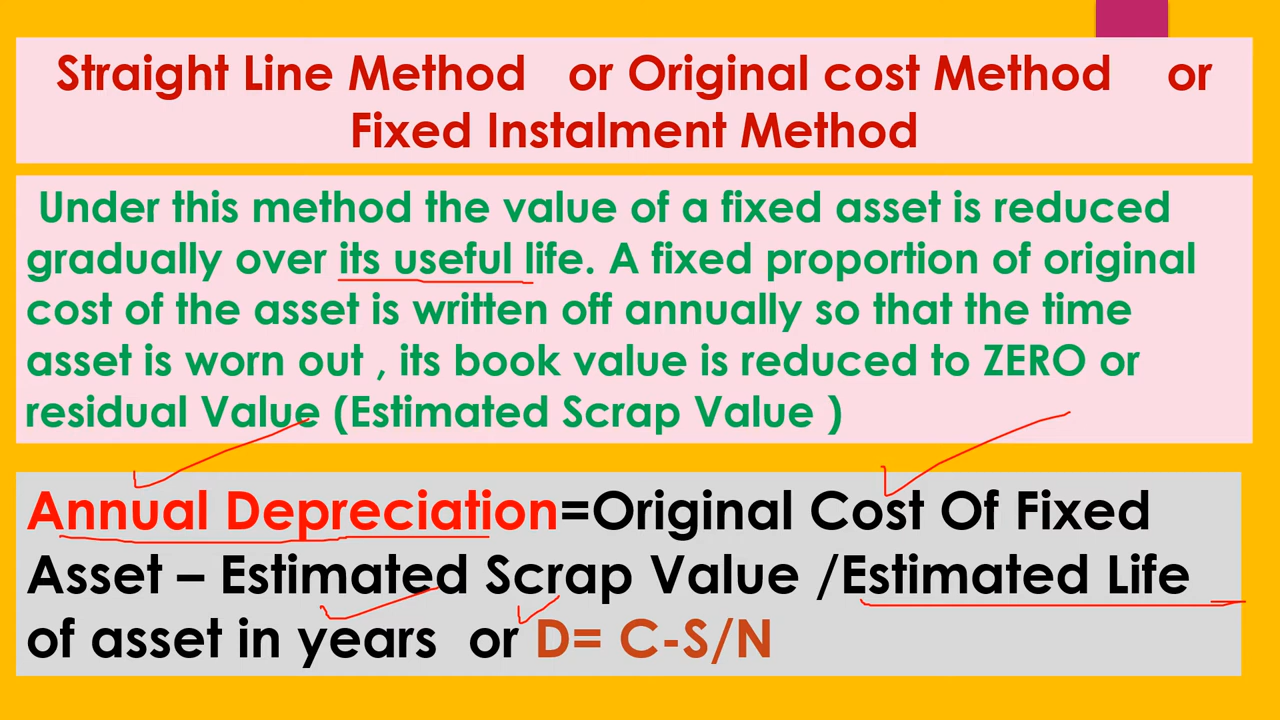 Straight Line Method or Original cost Method or
Fixed Instalment Method
Under this method the value of a fixed asset is reduced
gradually over its useful life. A fixed proportion of original
cost of the asset is written off annually so that the time
asset is worn out , its book value is reduced to ZERO or
residual Value (Estimated Scrap Value )
Annual Depreciation=Original Cost Of Fixed
Asset – Estimated Scrap Value /Estimated Life
of asset in years or D= C-S/N